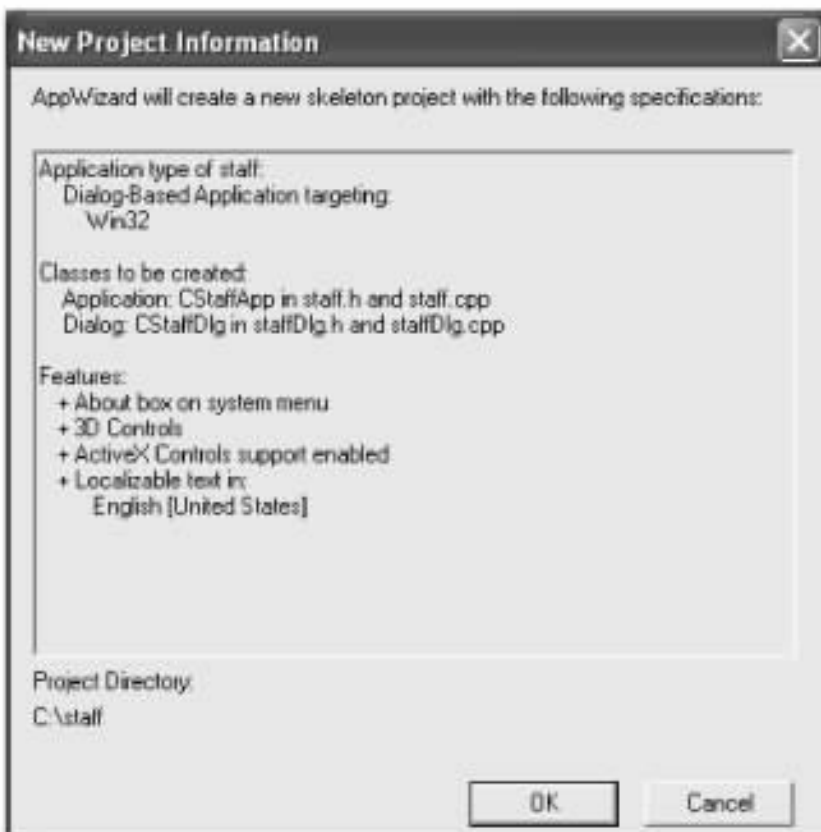 New Project Information
AppWizard will create a new skeleton project with the following specifications:
Application type of staff:
Dialog-Based Application targeting:
Win32
Classes to be created:
Application: CStaffApp in staff.h and staff.cpp
Dialog: CStaffDlg in staffDlg.h and staffDlg.cpp
Features:
+ About box on system menu
+ 3D Controls
+ ActiveX Controls support enabled
+ Localizable text in:
English [United States]
Project Directory:
C:\staff
OK Cancel